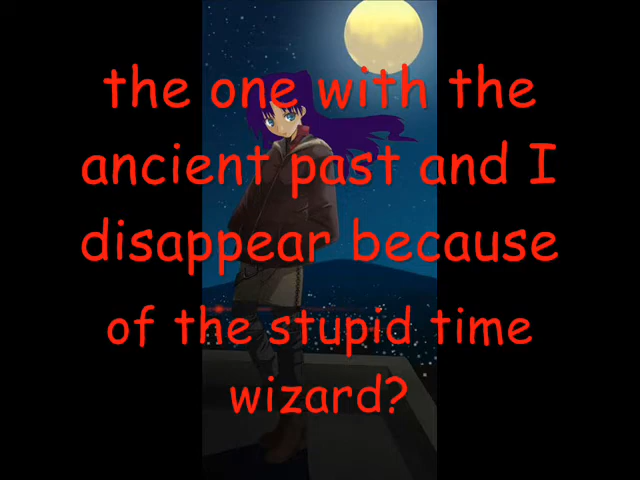 the one with the
ancient past and I
disappear because
of the stupid time
wizard?